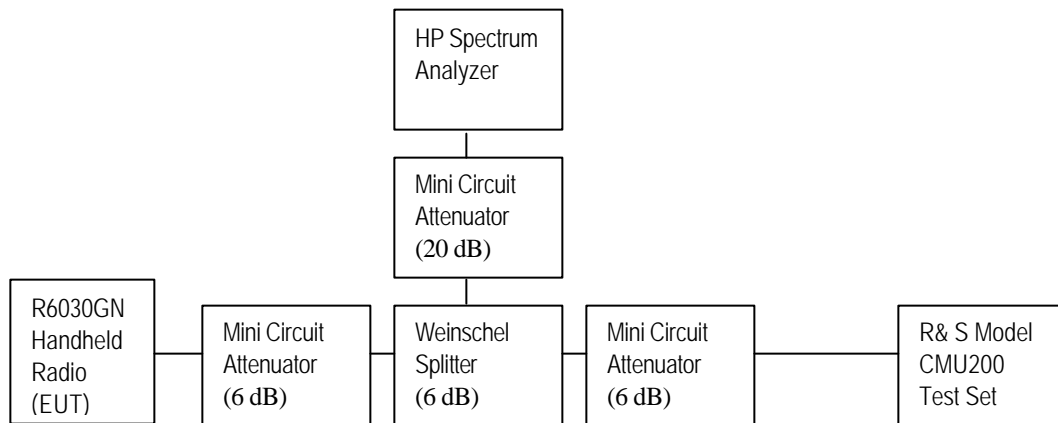 HP Spectrum
Analyzer
Mini Circuit
Attenuator
(20 dB)
R6030GN
Handheld
Radio
(EUT)
Mini Circuit
Attenuator
(6 dB)
Weinschel
Splitter
(6 dB)
Mini Circuit
Attenuator
(6 dB)
R& S Model
CMU200
Test Set